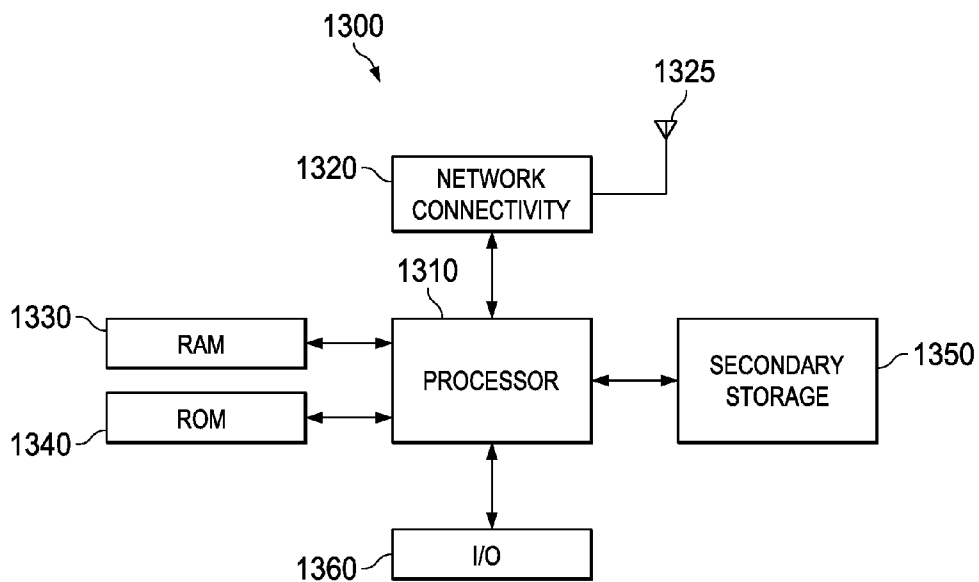 1300
1325
1320
NETWORK
CONNECTIVITY
1310
1330
RAM
PROCESSOR
SECONDARY
STORAGE
1350
ROM
1340
I/O
1360